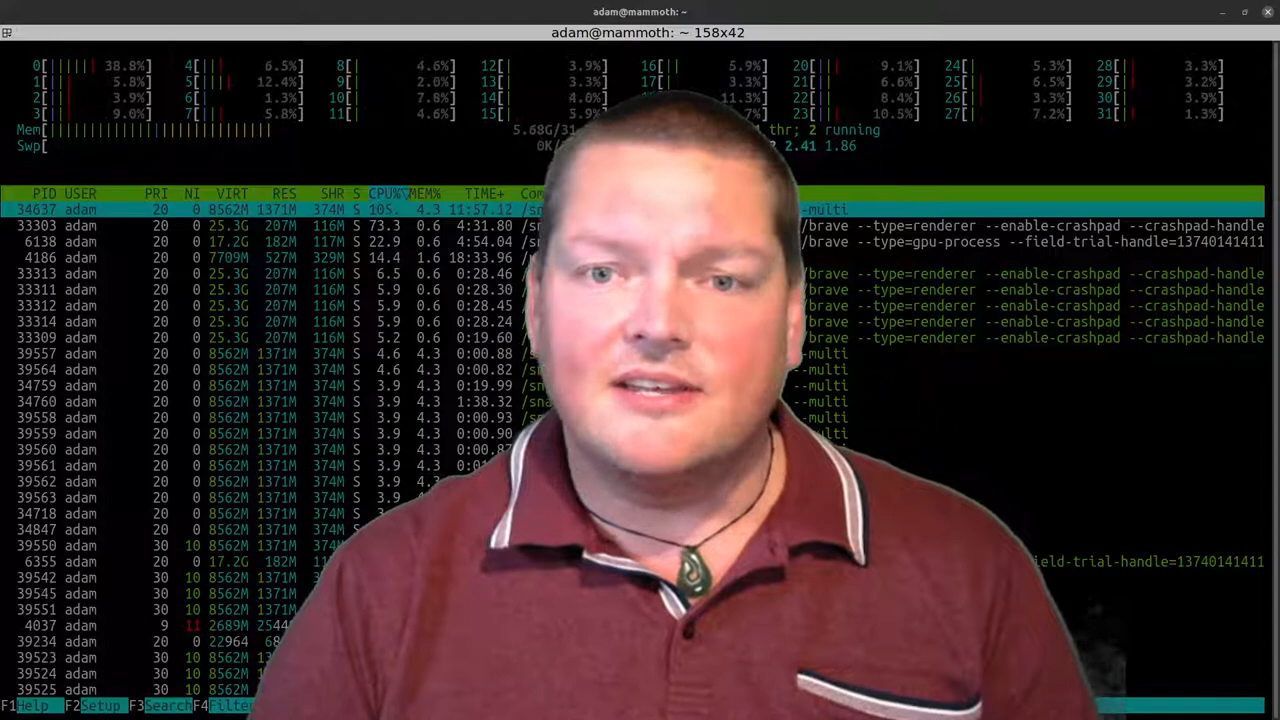 adam@mammoth: ~
adam@mammoth: ~ 158x42
0[ 38.8%] 4[ 6.5%] 8[ 4.6%] 12[ 3.9%] 16[ 5.9%] 20[ 9.1%] 24[ 5.3%] 28[ 3.3%]
1[ 5.8%] 5[ 12.4%] 9[ 2.0%] 13[ 3.3%] 17[ 3.3%] 21[ 6.6%] 25[ 6.6%] 29[ 3.2%]
2[ 3.9%] 6[ 1.3%] 10[ 7.8%] 14[ 4.0%] 11.3%] 22[ 8.4%] 26[ 3.3%] 30[ 3.9%]
3[ 9.0%] 7[ 5.8%] 11[ 4.6%] 15[ 10.5%] 27[ 7.2%] 31[ 1.3%]
Mem[ thr; 2 running
Swp[ 2.41 1.86
PID USER PRI NI VIRT RES SHR S CPU%▽MEM% TIME+
34637 adam 20 0 8562M 1371M 374M S 105. 4.3 11:57.12 -multi
33303 adam 20 0 25.3G 207M 116M S 73.3 0.6 4:31.80 /brave --type=renderer --enable-crashpad --crashpad-handle
6138 adam 20 0 17.2G 182M 117M S 22.9 0.6 4:54.04 /brave --type=gpu-process --field-trial-handle=13740141411
4186 adam 20 0 7709M 527M 329M S 14.4 1.6 18:33.96
33313 adam 20 0 25.3G 207M 116M S 6.5 0.6 0:28.46 /brave --type=renderer --enable-crashpad --crashpad-handle
33311 adam 20 0 25.3G 207M 116M S 5.9 0.6 0:28.30 /brave --type=renderer --enable-crashpad --crashpad-handle
33312 adam 20 0 25.3G 207M 116M S 5.9 0.6 0:28.45 /brave --type=renderer --enable-crashpad --crashpad-handle
33314 adam 20 0 25.3G 207M 116M S 5.9 0.6 0:28.24 /brave --type=renderer --enable-crashpad --crashpad-handle
33309 adam 20 0 25.3G 207M 116M S 5.2 0.6 0:19.60 /brave --type=renderer --enable-crashpad --crashpad-handle
39557 adam 20 0 8562M 1371M 374M S 4.6 4.3 0:00.88 --multi
39564 adam 20 0 8562M 1371M 374M S 4.6 4.3 0:00.82 --multi
34759 adam 20 0 8562M 1371M 374M S 3.9 4.3 0:19.99 --multi
34760 adam 20 0 8562M 1371M 374M S 3.9 4.3 1:38.32 --multi
39558 adam 20 0 8562M 1371M 374M S 3.9 4.3 0:00.93 --multi
39559 adam 20 0 8562M 1371M 374M S 3.9 4.3 0:00.90 -multi
39560 adam 20 0 8562M 1371M 374M S 3.9 4.3
39561 adam 20 0 8562M 1371M 374M S 3.9 4.3
39562 adam 20 0 8562M 1371M 374M S 3.9
39563 adam 20 0 8562M 1371M 374M S 3.9
34718 adam 20 0 8562M 1371M 374M S
34847 adam 20 0 8562M 1371M 374M S
39550 adam 30 10 8562M 1371M
6355 adam 20 0 17.2G 182M ield-trial-handle=13740141411
39542 adam 30 10 8562M 1371M
39545 adam 30 10 8562M 1371M
39551 adam 30 10 8562M 1371M
4037 adam 9 11 2689M
39234 adam 20 0 22964
39523 adam 30 10 8562M
39524 adam 30 10 8562M
39525 adam 30 10 8562M
F1Help F2Setup F3Search F4Filter